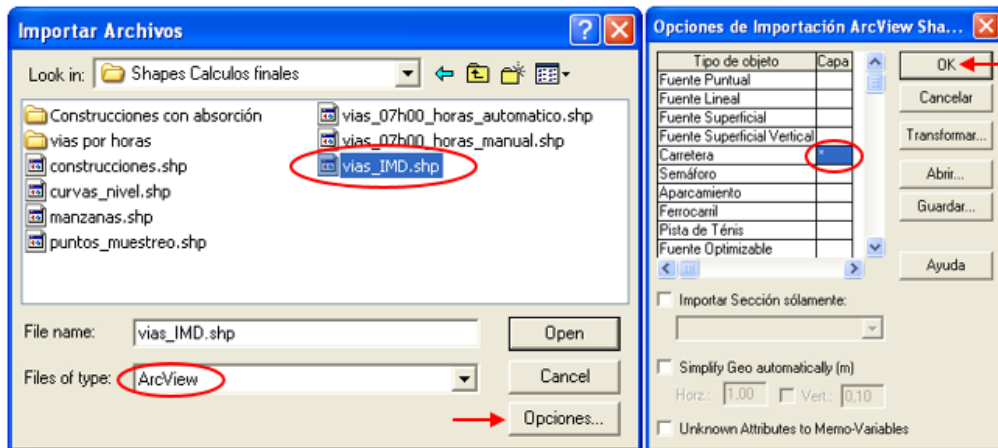 Importar Archivos
Look in: Shapes Calculos finales
Construcciones con absorción
vias por horas
construcciones.shp
curvas_nivel.shp
manzanas.shp
puntos_muestreo.shp
vias_07h00_horas_automatico.shp
vias_07h00_horas_manual.shp
vias_IMD.shp
File name: vias_IMD.shp
Open
Files of type: ArcView
Cancel
Opciones...
Opciones de Importación ArcView Sha...
Tipo de objeto Capa
Fuente Puntual
Fuente Lineal
Fuente Superficial
Fuente Superficial Vertical
Carretera *
Semáforo
Aparcamiento
Ferrocarril
Pista de Ténis
Fuente Optimizable
OK
Cancelar
Transformar...
Abrir...
Guardar...
Ayuda
Importar Sección sólamente:
Simplify Geo automatically (m)
Horz.: 1,00 Vert.: 0,10
Unknown Attributes to Memo-Variables